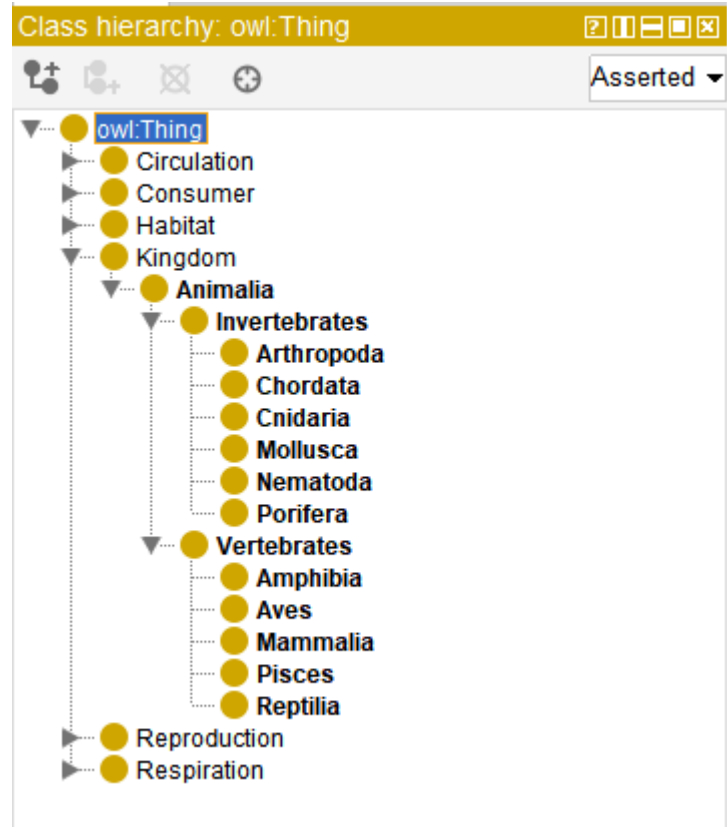 Class hierarchy: owl:Thing
Asserted
owl:Thing
Circulation
Consumer
Habitat
Kingdom
Animalia
Invertebrates
Arthropoda
Chordata
Cnidaria
Mollusca
Nematoda
Porifera
Vertebrates
Amphibia
Aves
Mammalia
Pisces
Reptilia
Reproduction
Respiration